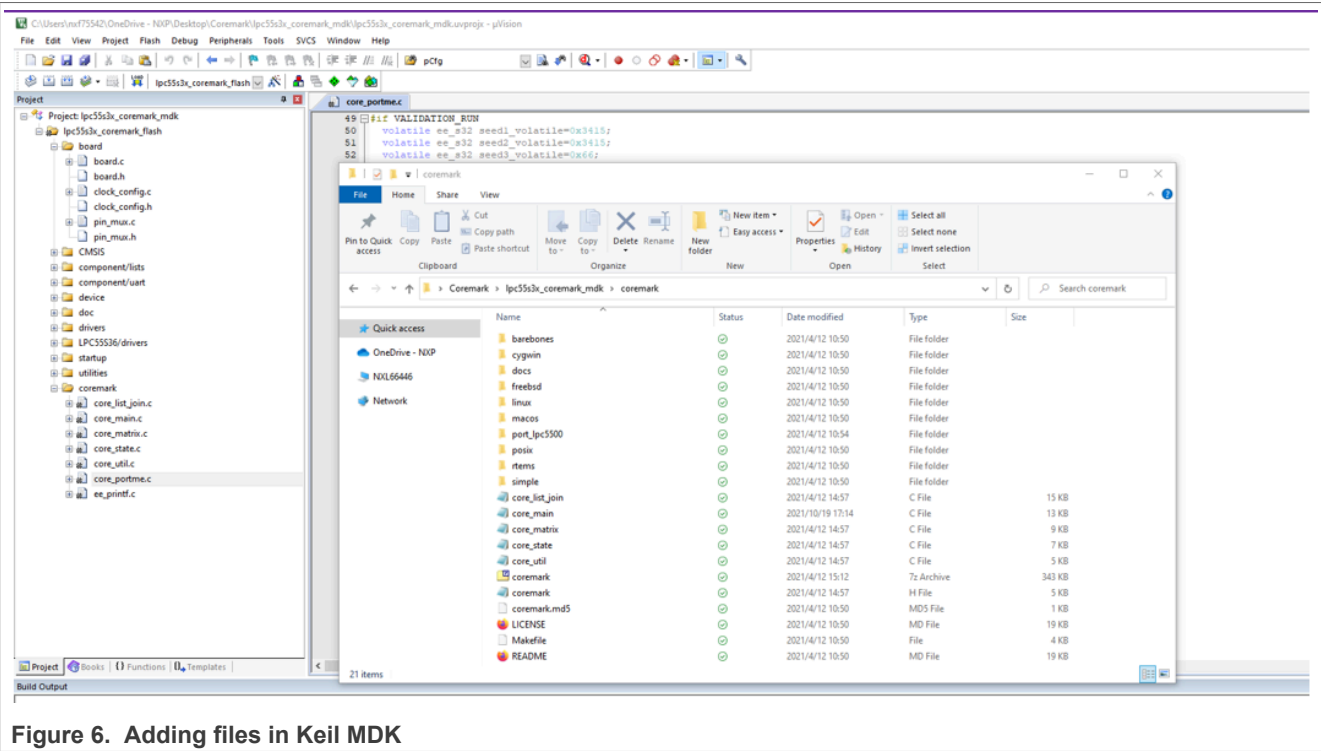 C:\Users\nxf75542\OneDrive - NXP\Desktop\Coremark\lpc55s3x_coremark_mdk\lpc55s3x_coremark_mdk.uvprojx - µVision
File Edit View Project Flash Debug Peripherals Tools SVCS Window Help
pCfg
lpc55s3x_coremark_flash
Project
core_portme.c
Project: lpc55s3x_coremark_mdk
lpc55s3x_coremark_flash
board
board.c
board.h
clock_config.c
clock_config.h
pin_mux.c
pin_mux.h
CMSIS
component/lists
component/uart
device
doc
drivers
LPC55S36/drivers
startup
utilities
coremark
core_list_join.c
core_main.c
core_matrix.c
core_state.c
core_util.c
core_portme.c
ee_printf.c
49 #if VALIDATION_RUN
50 volatile ee_s32 seed1_volatile=0x3415;
51 volatile ee_s32 seed2_volatile=0x3415;
52 volatile ee_s32 seed3_volatile=0x66;
coremark
File Home Share View
Pin to Quick access
Copy
Paste
Cut
Copy path
Paste shortcut
Move to
Copy to
Delete
Rename
New folder
New item
Easy access
Properties
Open
Edit
History
Select all
Select none
Invert selection
Clipboard Organize New Open Select
> Coremark > lpc55s3x_coremark_mdk > coremark
Search coremark
Quick access
OneDrive - NXP
NXL66446
Network
Name Status Date modified Type Size
barebones 2021/4/12 10:50 File folder
cygwin 2021/4/12 10:50 File folder
docs 2021/4/12 10:50 File folder
freebsd 2021/4/12 10:50 File folder
linux 2021/4/12 10:50 File folder
macos 2021/4/12 10:50 File folder
port_lpc5500 2021/4/12 10:54 File folder
posix 2021/4/12 10:50 File folder
rtems 2021/4/12 10:50 File folder
simple 2021/4/12 10:50 File folder
core_list_join 2021/4/12 14:57 C File 15 KB
core_main 2021/10/19 17:14 C File 13 KB
core_matrix 2021/4/12 14:57 C File 9 KB
core_state 2021/4/12 14:57 C File 7 KB
core_util 2021/4/12 14:57 C File 5 KB
coremark 2021/4/12 15:12 7z Archive 343 KB
coremark 2021/4/12 14:57 H File 5 KB
coremark.md5 2021/4/12 10:50 MD5 File 1 KB
LICENSE 2021/4/12 10:50 MD File 19 KB
Makefile 2021/4/12 10:50 File 4 KB
README 2021/4/12 10:50 MD File 19 KB
21 items
Project Books {} Functions Templates
Build Output
Figure 6. Adding files in Keil MDK